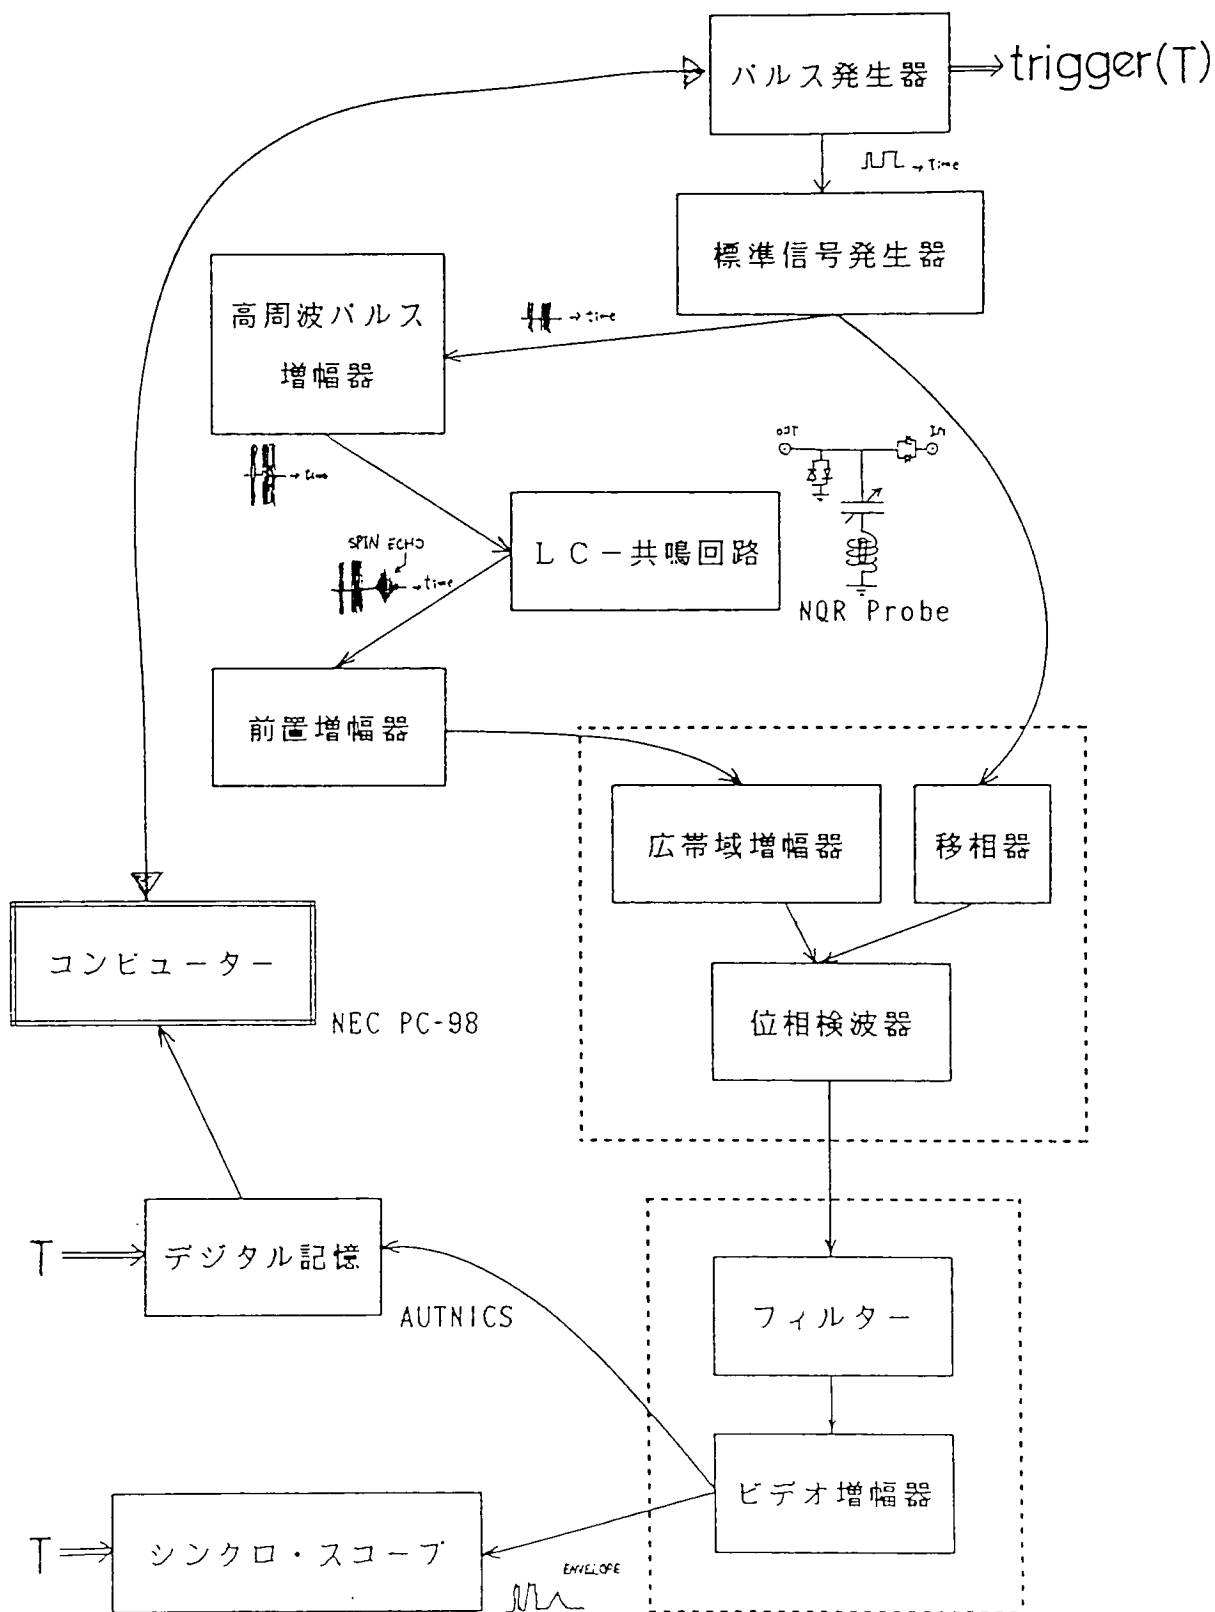 パルス発生器
trigger(T)
→ time
標準信号発生器
高周波パルス
増幅器
→ time
→ time
OUT
IN
LC-共鳴回路
NQR Probe
SPIN ECHO
→ time
前置増幅器
広帯域増幅器
移相器
コンピューター
NEC PC-98
位相検波器
T
デジタル記憶
AUTNICS
フィルター
ビデオ増幅器
T
シンクロ・スコープ
ENVELOPE